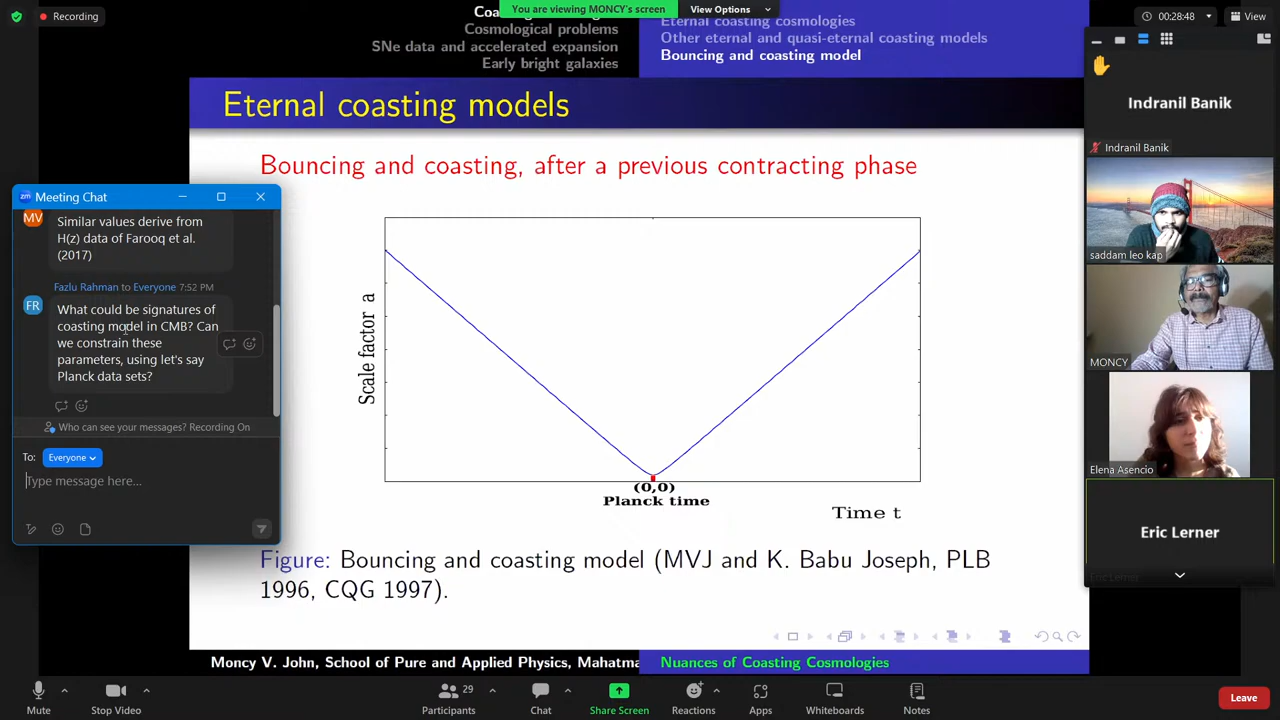 Recording
You are viewing MONCY's screen
View Options
00:28:48
View
Cosmological problems
SNe data and accelerated expansion
Early bright galaxies
Eternal coasting cosmologies
Other eternal and quasi-eternal coasting models
Bouncing and coasting model
Eternal coasting models
Bouncing and coasting, after a previous contracting phase
Scale factor a
(0,0)
Planck time
Time t
Figure: Bouncing and coasting model (MVJ and K. Babu Joseph, PLB
1996, CQG 1997).
Moncy V. John, School of Pure and Applied Physics, Mahatma
Nuances of Coasting Cosmologies
zm
Meeting Chat
MV
Similar values derive from
H(z) data of Farooq et al.
(2017)
Fazlu Rahman to Everyone 7:52 PM
FR
What could be signatures of
coasting model in CMB? Can
we constrain these
parameters, using let's say
Planck data sets?
Who can see your messages? Recording On
To:
Everyone
Type message here...
Indranil Banik
Indranil Banik
saddam leo kap
MONCY
Elena Asencio
Eric Lerner
Eric Lerner
Mute
Stop Video
29
Participants
Chat
Share Screen
Reactions
Apps
Whiteboards
Notes
Leave